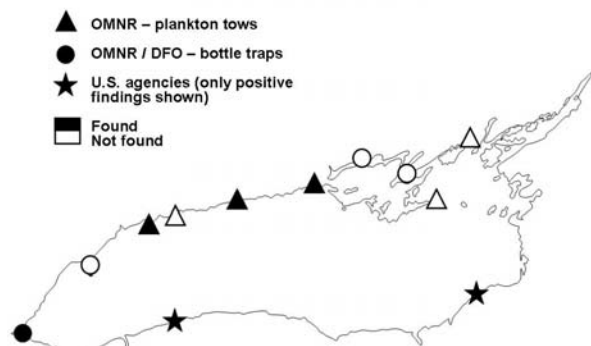 OMNR – plankton tows
OMNR / DFO – bottle traps
U.S. agencies (only positive
findings shown)
Found
Not found